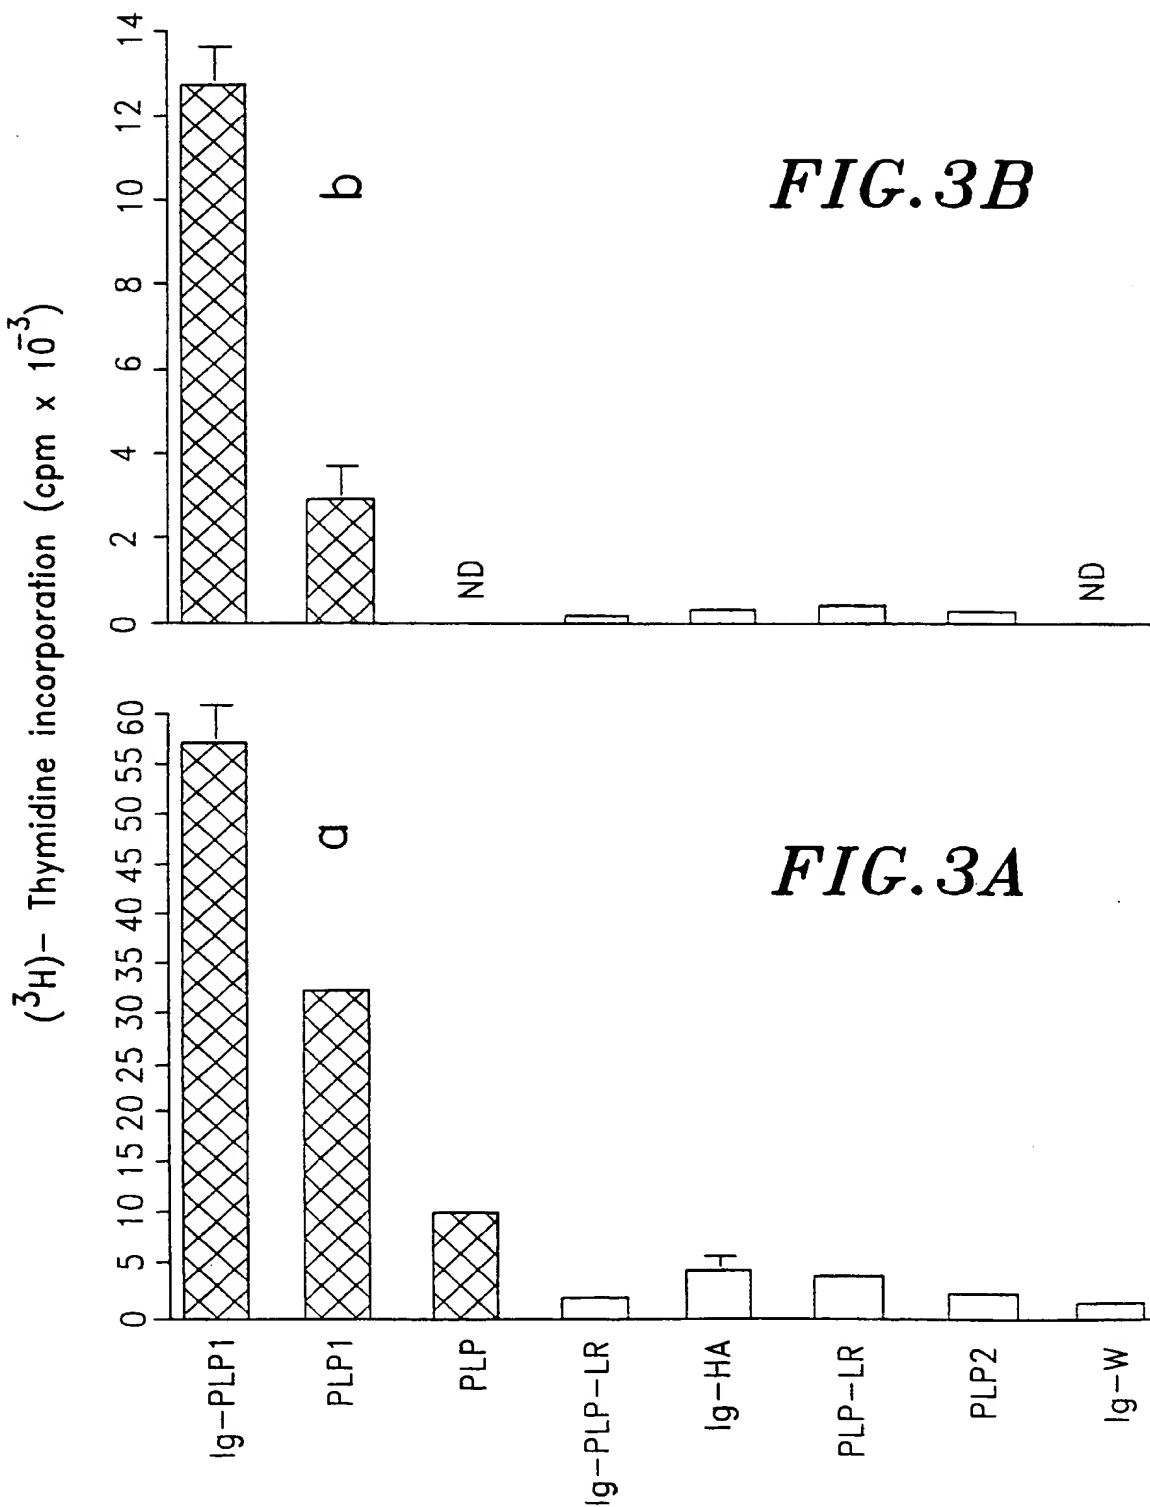 (³H)– Thymidine incorporation (cpm x 10⁻³)
0 2 4 6 8 10 12 14
b
ND
ND
FIG.3B
0 5 10 15 20 25 30 35 40 45 50 55 60
a
FIG.3A
Ig–PLP1
PLP1
PLP
Ig–PLP–LR
Ig–HA
PLP–LR
PLP2
Ig–W